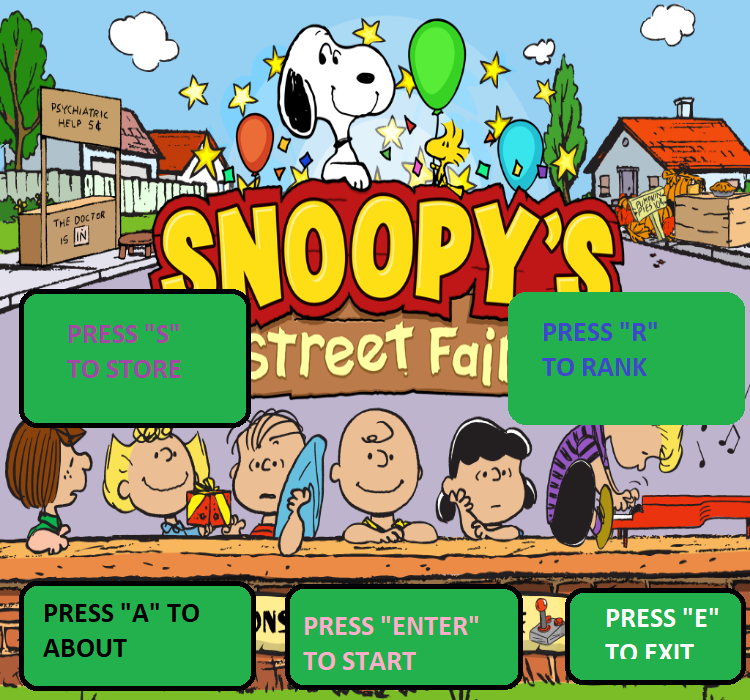 PSYCHIATRIC
HELP 5¢
THE DOCTOR
IS IN
SNOOPY'S
Street Fai
PRESS "S"
TO STORE
PRESS "R"
TO RANK
PRESS "A" TO
ABOUT
PRESS "ENTER"
TO START
PRESS "E"
TO EXIT